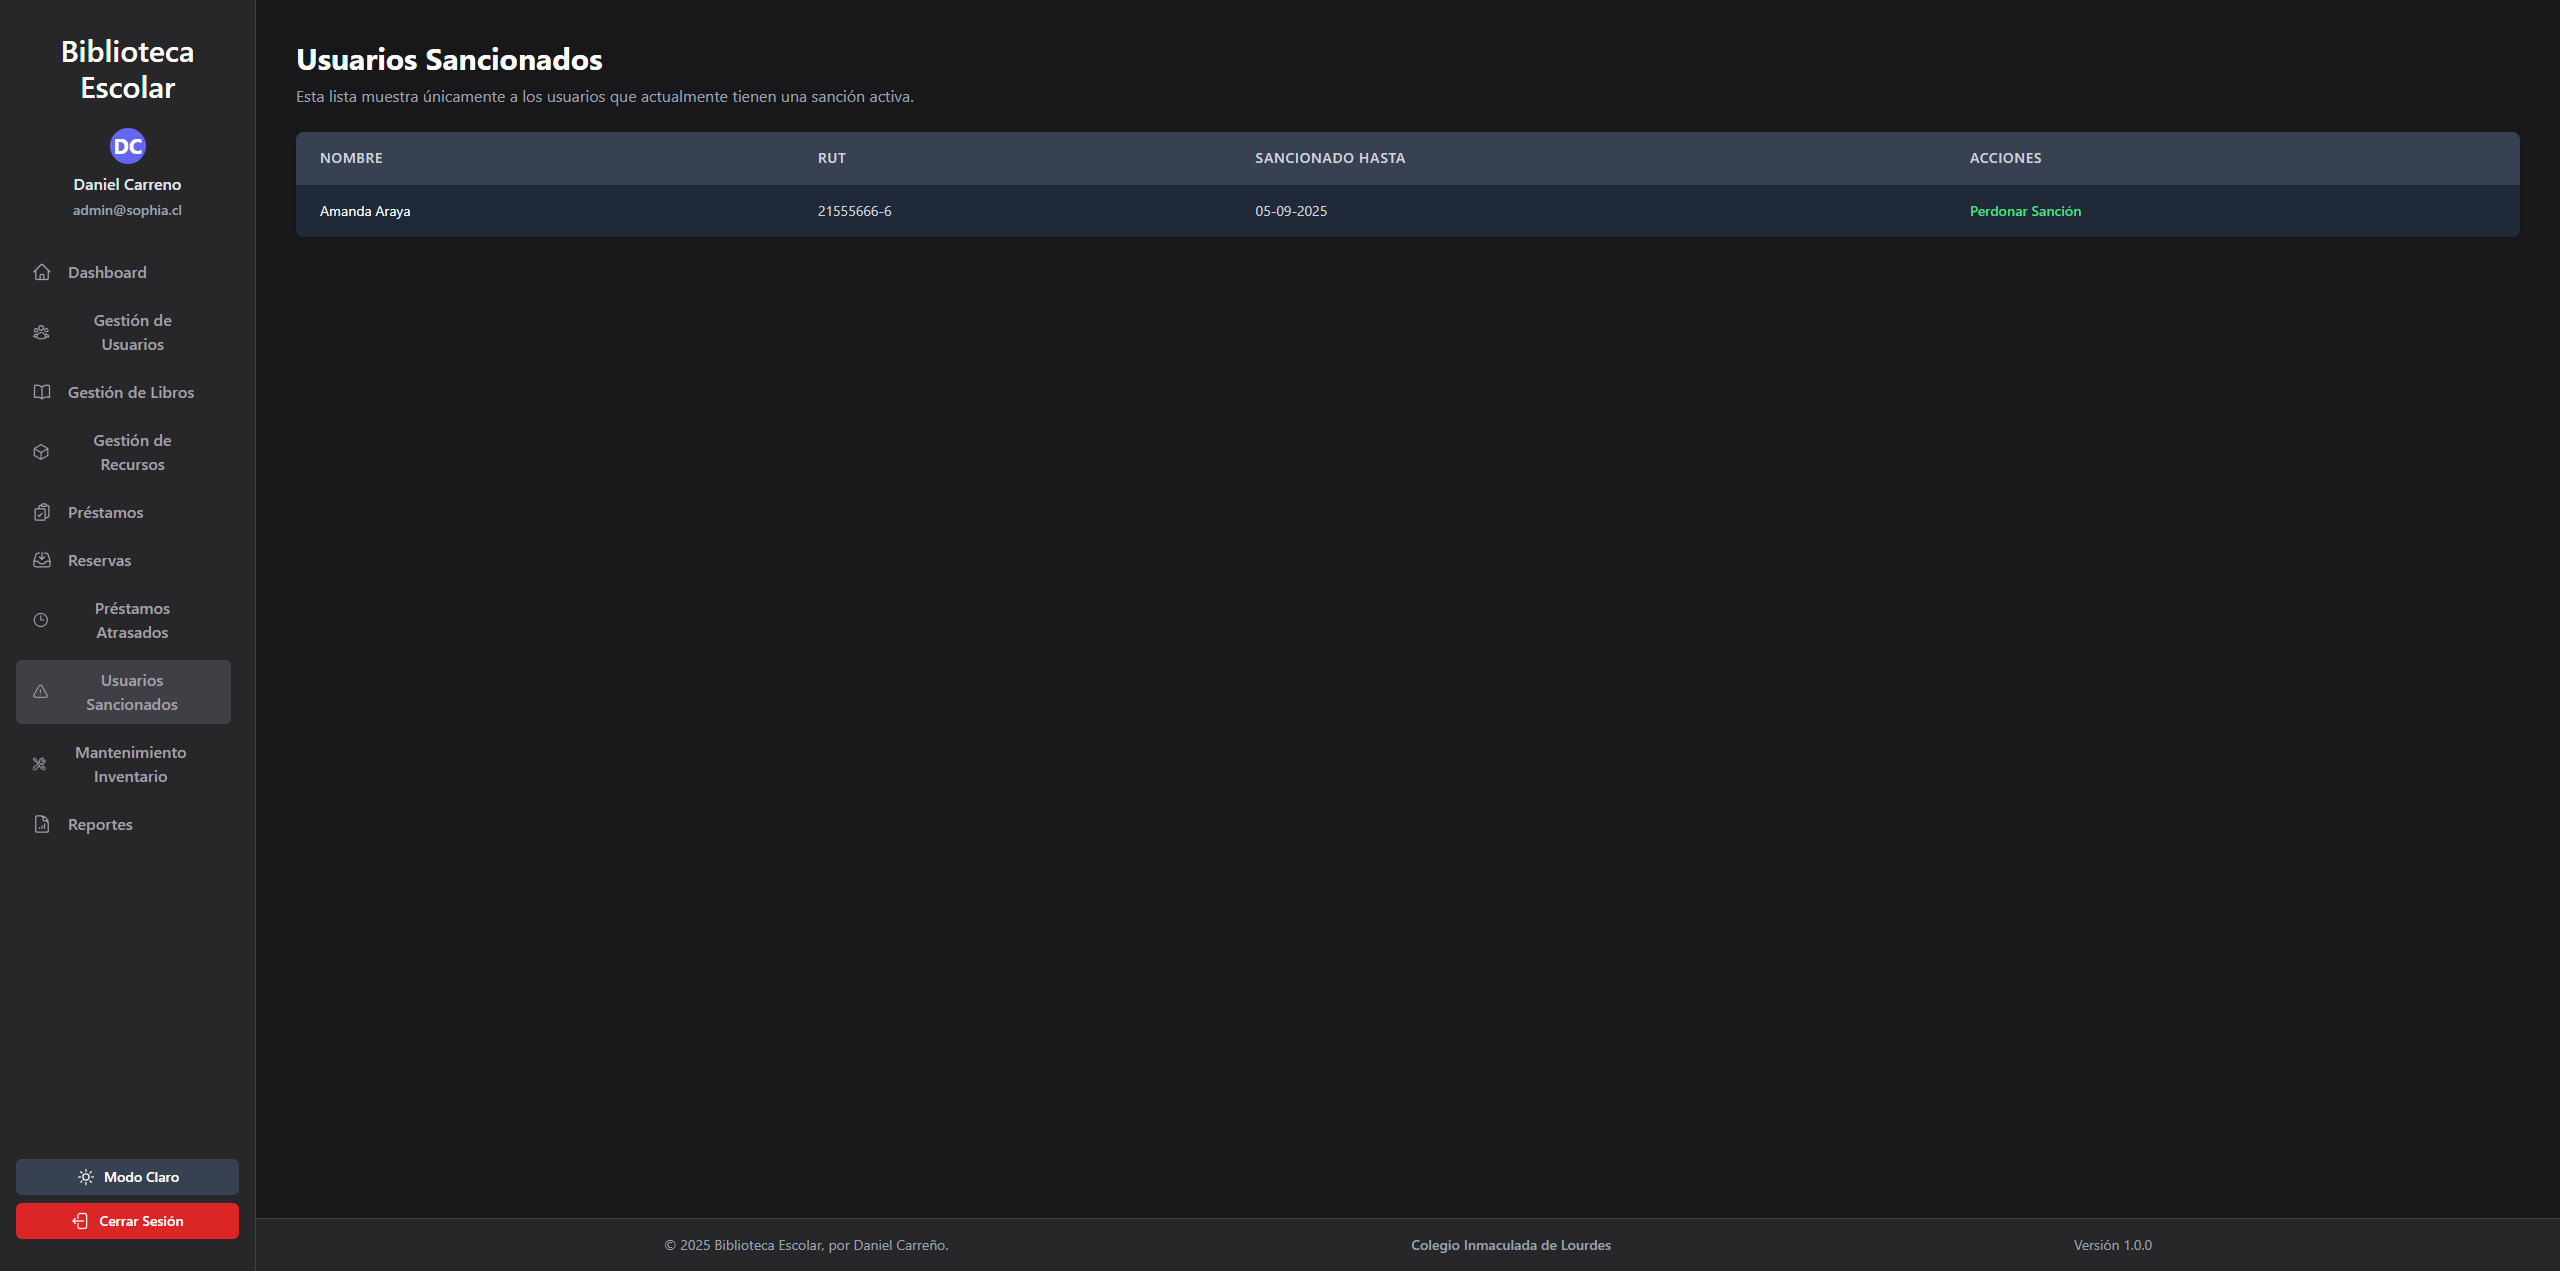 Biblioteca
Escolar
DC
Daniel Carreno
admin@sophia.cl
Dashboard
Gestión de
Usuarios
Gestión de Libros
Gestión de
Recursos
Préstamos
Reservas
Préstamos
Atrasados
Usuarios
Sancionados
Mantenimiento
Inventario
Reportes
Modo Claro
Cerrar Sesión
Usuarios Sancionados
Esta lista muestra únicamente a los usuarios que actualmente tienen una sanción activa.
NOMBRE RUT SANCIONADO HASTA ACCIONES
Amanda Araya 21555666-6 05-09-2025 Perdonar Sanción
© 2025 Biblioteca Escolar, por Daniel Carreño. Colegio Inmaculada de Lourdes Versión 1.0.0